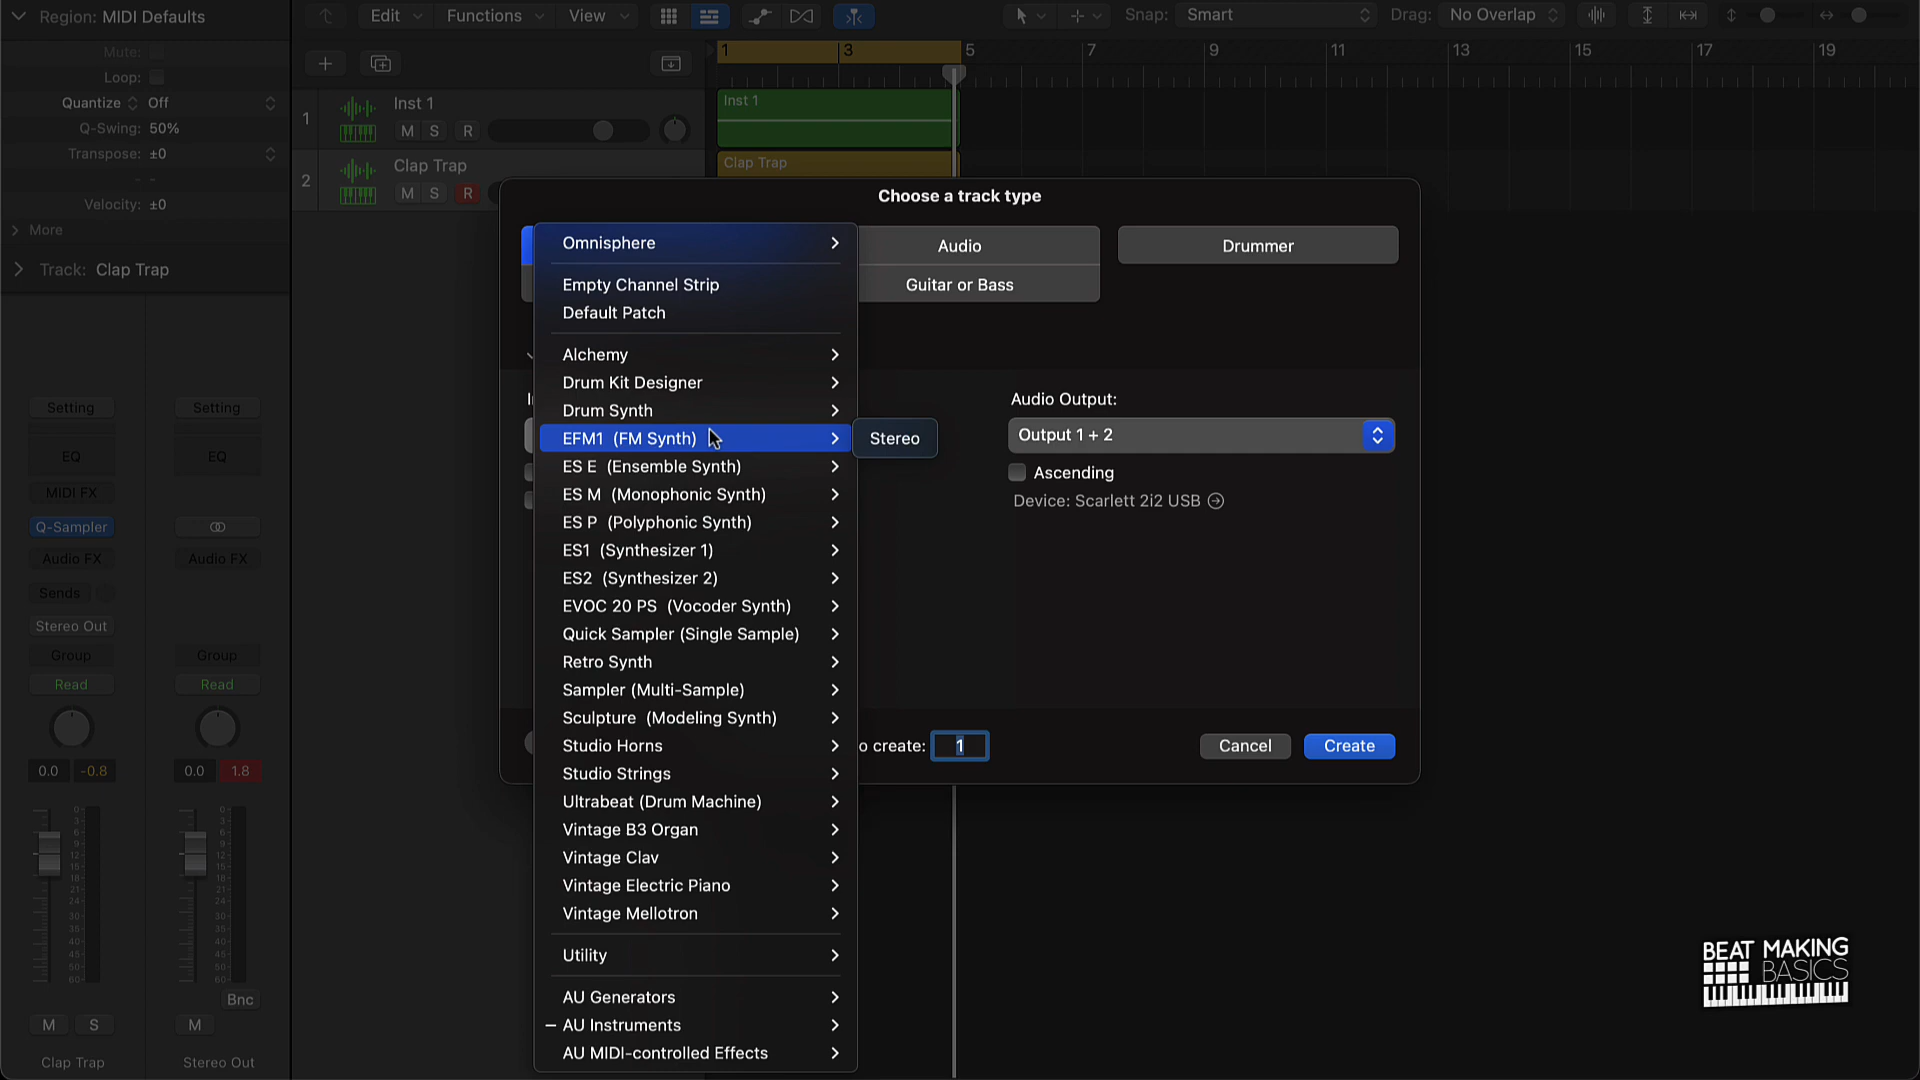 Region: MIDI Defaults
Edit
Functions
View
Snap: Smart
Drag: No Overlap
Mute:
Loop:
Quantize Off
Q-Swing: 50%
Transpose: ±0
Velocity: ±0
More
Track: Clap Trap
1 3 5 7 9 11 13 15 17 19
1
Inst 1
M S R
Inst 1
2
Clap Trap
M S R
Clap Trap
Choose a track type
Audio
Drummer
Guitar or Bass
Omnisphere
Empty Channel Strip
Default Patch
Alchemy
Drum Kit Designer
Drum Synth
EFM1 (FM Synth)
Stereo
ES E (Ensemble Synth)
ES M (Monophonic Synth)
ES P (Polyphonic Synth)
ES1 (Synthesizer 1)
ES2 (Synthesizer 2)
EVOC 20 PS (Vocoder Synth)
Quick Sampler (Single Sample)
Retro Synth
Sampler (Multi-Sample)
Sculpture (Modeling Synth)
Studio Horns
Studio Strings
Ultrabeat (Drum Machine)
Vintage B3 Organ
Vintage Clav
Vintage Electric Piano
Vintage Mellotron
Utility
AU Generators
AU Instruments
AU MIDI-controlled Effects
Audio Output:
Output 1 + 2
Ascending
Device: Scarlett 2i2 USB
o create: 1
Cancel
Create
Setting
Setting
EQ
EQ
MIDI FX
Q-Sampler
Audio FX
Audio FX
Sends
Stereo Out
Group
Group
Read
Read
0.0 -0.8
0.0 1.8
Bnc
M S
M
Clap Trap
Stereo Out
BEAT MAKING
BASICS